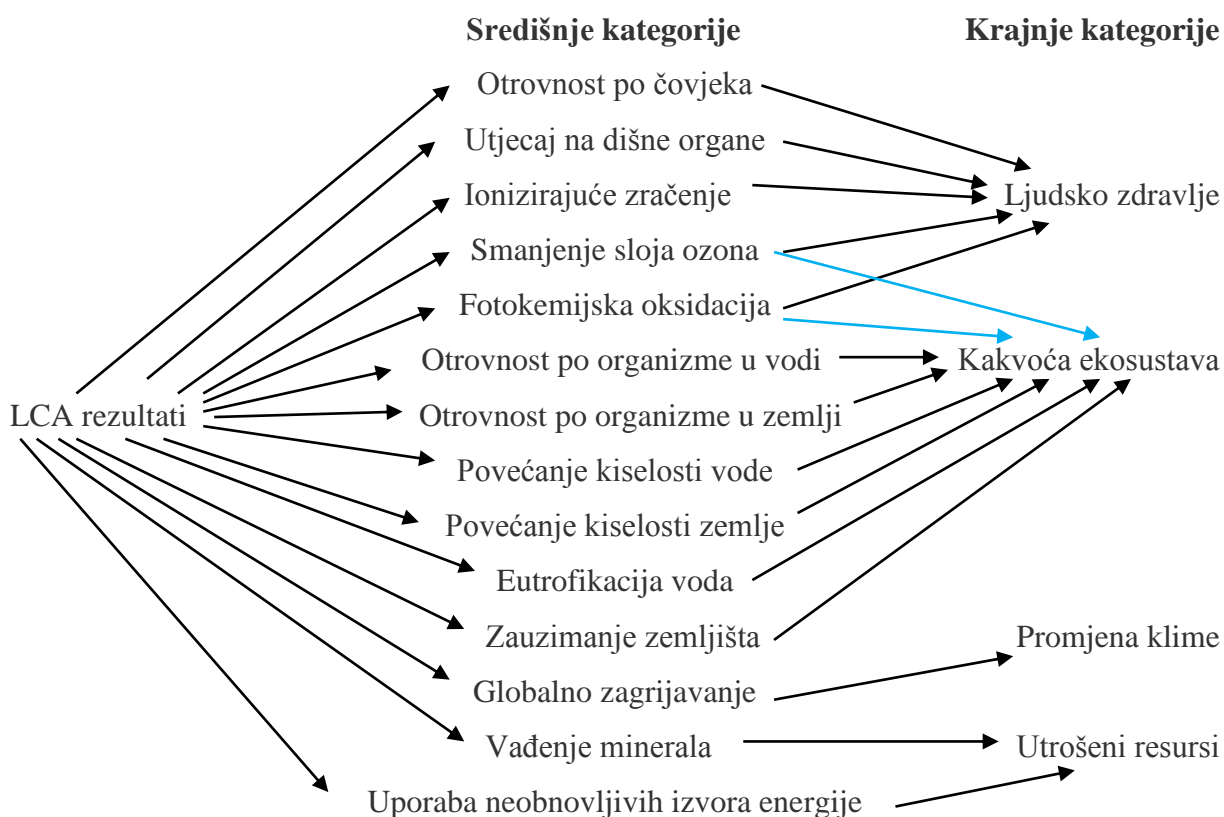 Središnje kategorije
Krajnje kategorije
Otrovnost po čovjeka
Utjecaj na dišne organe
Ionizirajuće zračenje
Ljudsko zdravlje
Smanjenje sloja ozona
Fotokemijska oksidacija
Otrovnost po organizme u vodi
Kakvoća ekosustava
LCA rezultati
Otrovnost po organizme u zemlji
Povećanje kiselosti vode
Povećanje kiselosti zemlje
Eutrofikacija voda
Zauzimanje zemljišta
Promjena klime
Globalno zagrijavanje
Vađenje minerala
Utrošeni resursi
Uporaba neobnovljivih izvora energije